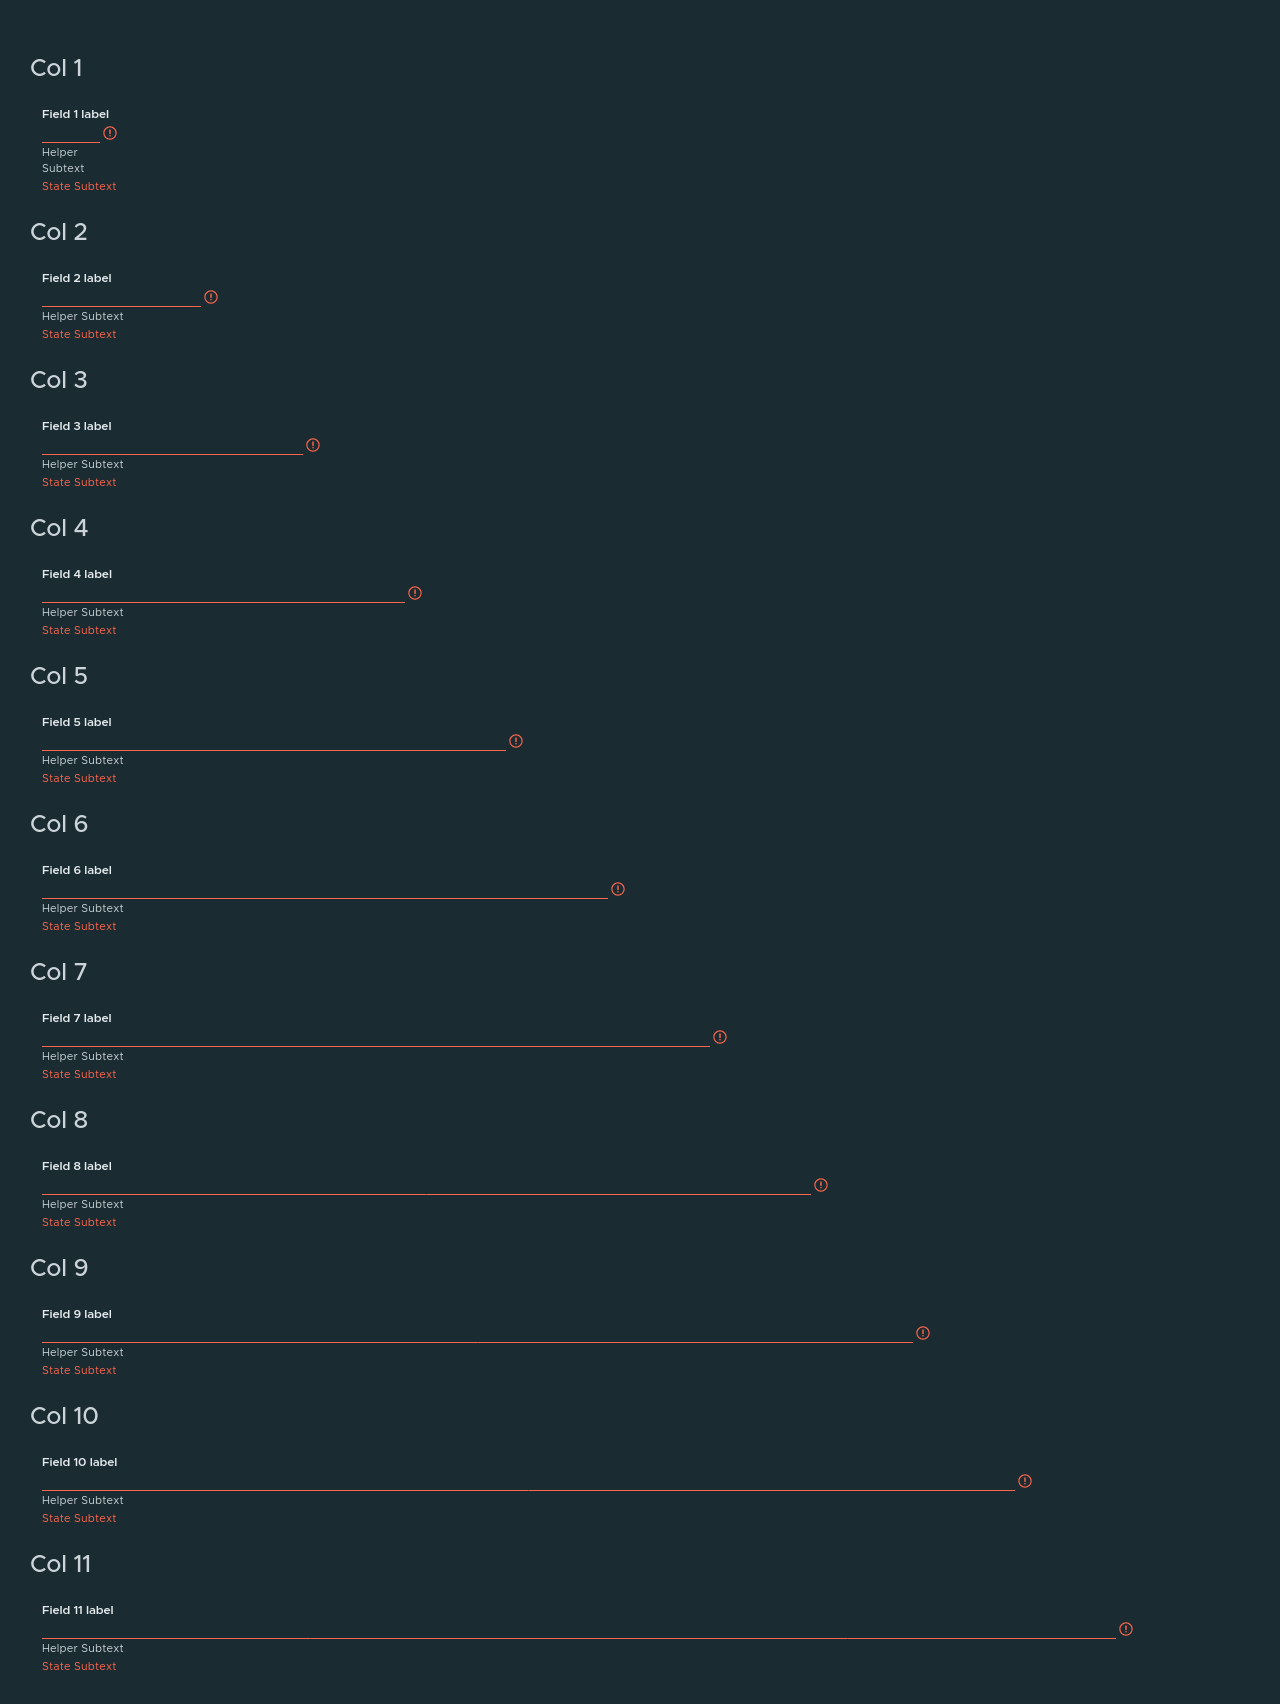 Col 1
Field 1 label
Helper
Subtext
State Subtext
Col 2
Field 2 label
Helper Subtext
State Subtext
Col 3
Field 3 label
Helper Subtext
State Subtext
Col 4
Field 4 label
Helper Subtext
State Subtext
Col 5
Field 5 label
Helper Subtext
State Subtext
Col 6
Field 6 label
Helper Subtext
State Subtext
Col 7
Field 7 label
Helper Subtext
State Subtext
Col 8
Field 8 label
Helper Subtext
State Subtext
Col 9
Field 9 label
Helper Subtext
State Subtext
Col 10
Field 10 label
Helper Subtext
State Subtext
Col 11
Field 11 label
Helper Subtext
State Subtext